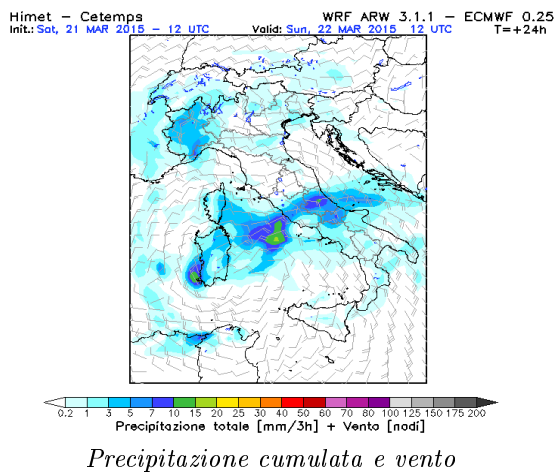 Himet – Cetemps WRF ARW 3.1.1 – ECMWF 0.25
Init.: Sat, 21 MAR 2015 – 12 UTC Valid: Sun, 22 MAR 2015 12 UTC T=+24h
0.2 1 3 5 7 10 15 20 25 30 40 50 60 70 80 100 125 150 175 200
Precipitazione totale [mm/3h] + Vento [nodi]
Precipitazione cumulata e vento